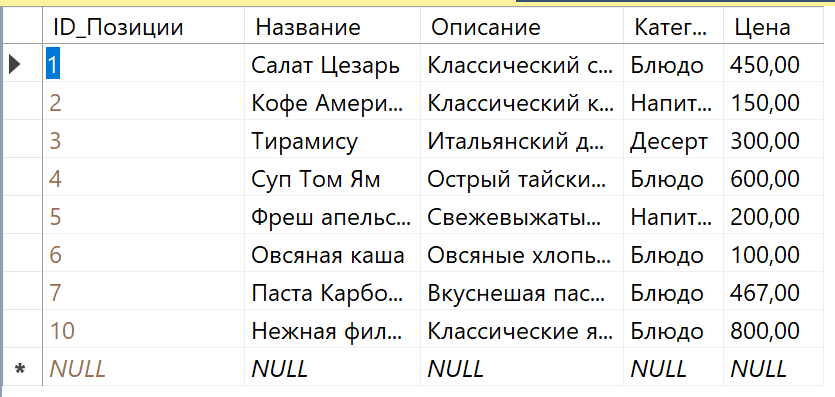 ID_Позиции Название Описание Катег... Цена
1 Салат Цезарь Классический с... Блюдо 450,00
2 Кофе Амери... Классический к... Напит... 150,00
3 Тирамису Итальянский д... Десерт 300,00
4 Суп Том Ям Острый тайски... Блюдо 600,00
5 Фреш апельс... Свежевыжаты... Напит... 200,00
6 Овсяная каша Овсяные хлопь... Блюдо 100,00
7 Паста Карбо... Вкуснешая пас... Блюдо 467,00
10 Нежная фил... Классические я... Блюдо 800,00
* NULL NULL NULL NULL NULL